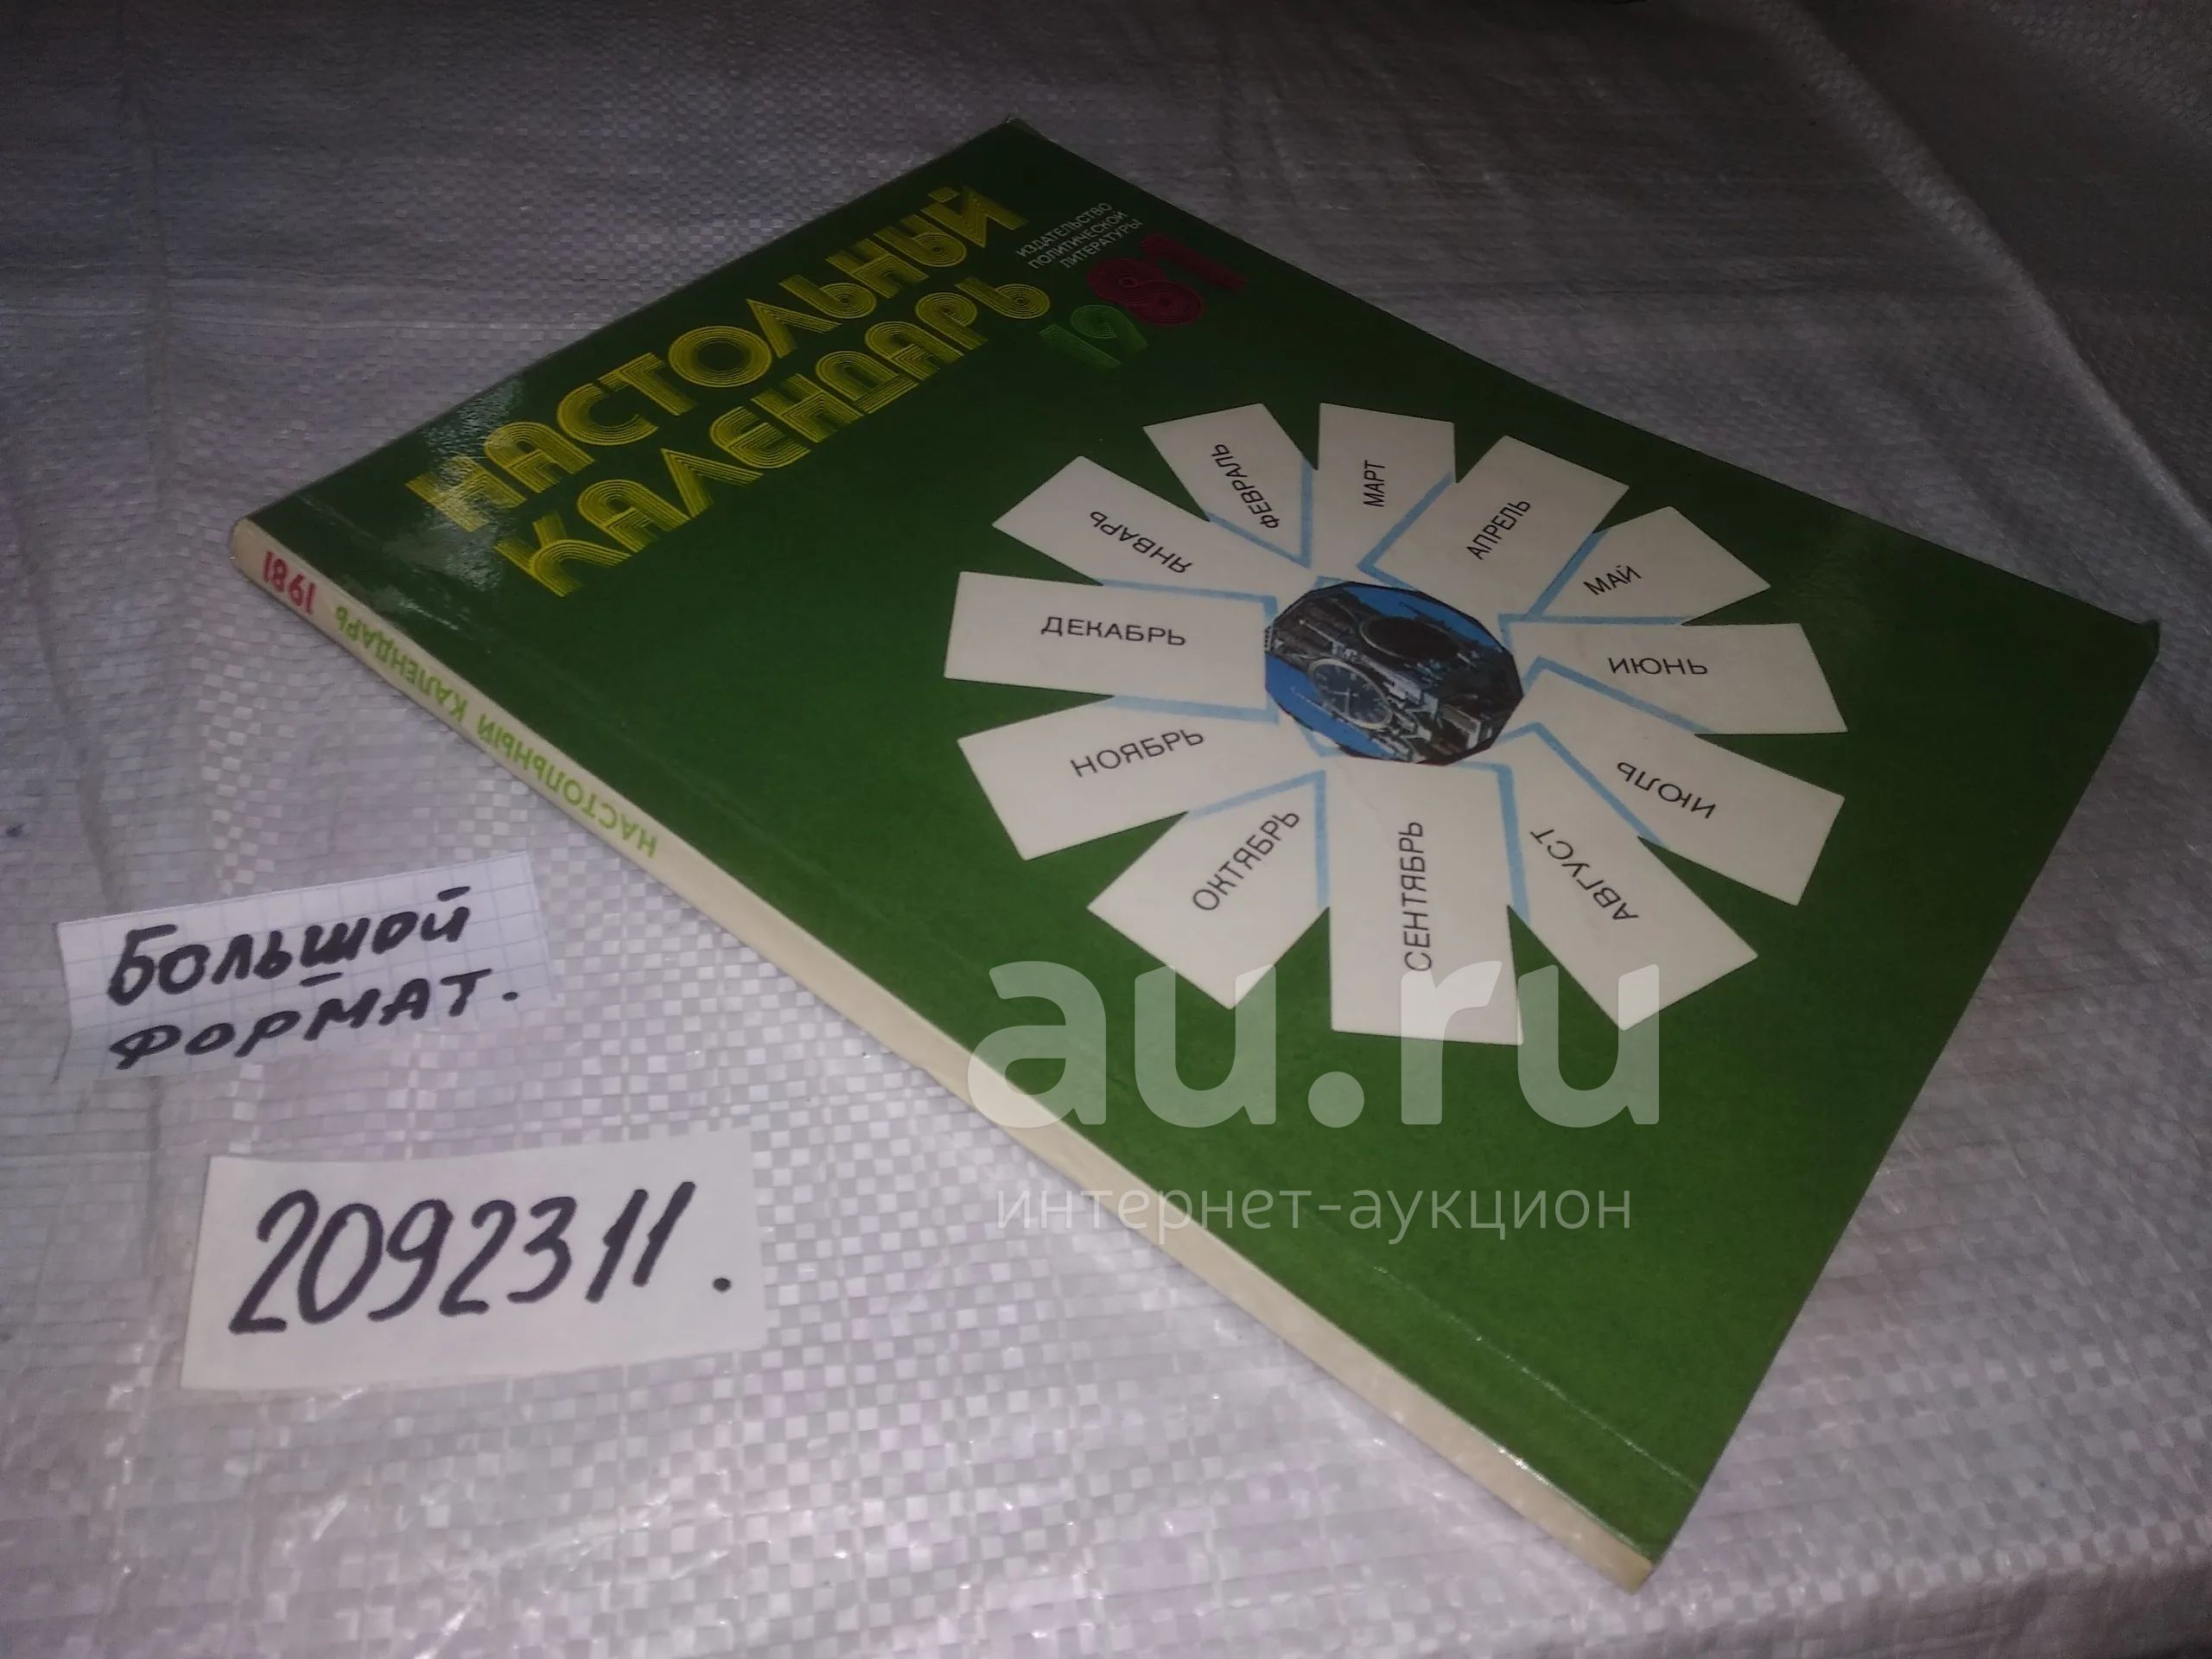 НАСТОЛЬНЫЙ
КАЛЕНДАРЬ
ИЗДАТЕЛЬСТВО
ПОЛИТИЧЕСКОЙ
ЛИТЕРАТУРЫ
1981
ЯНВАРЬ
ФЕВРАЛЬ
МАРТ
АПРЕЛЬ
МАЙ
ИЮНЬ
ИЮЛЬ
АВГУСТ
СЕНТЯБРЬ
ОКТЯБРЬ
НОЯБРЬ
ДЕКАБРЬ
НАСТОЛЬНЫЙ КАЛЕНДАРЬ 1981
БОЛЬШОЙ
ФОРМАТ.
2092311.
au.ru
интернет-аукцион